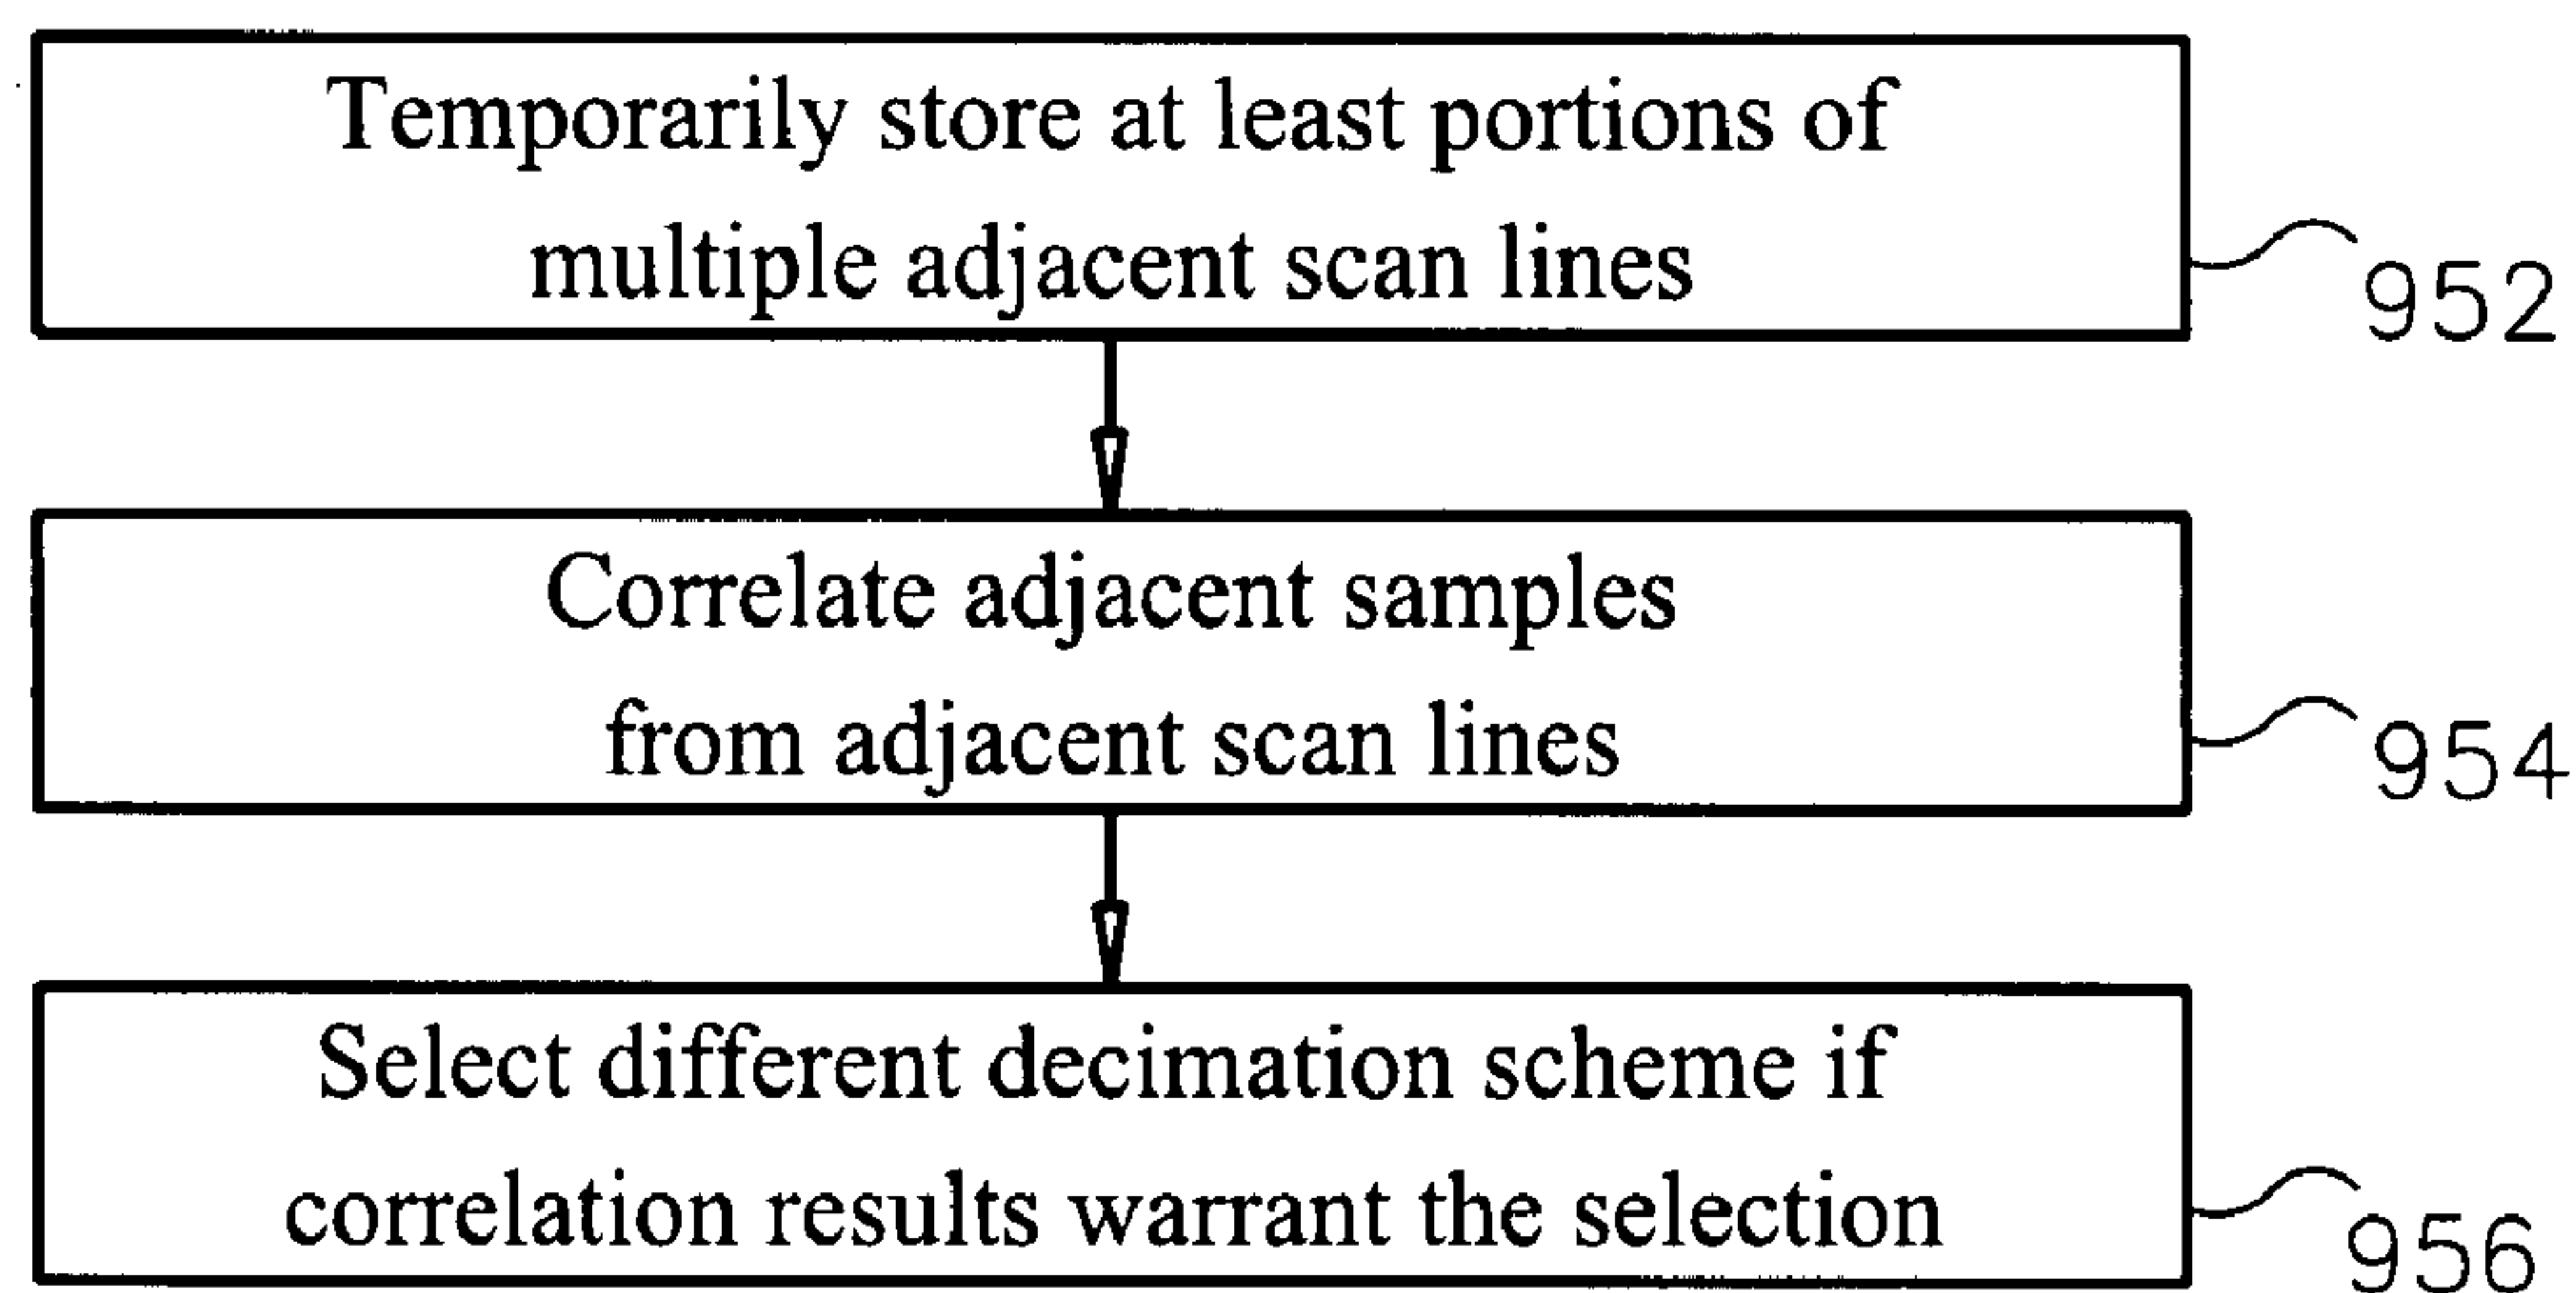 Temporarily store at least portions of
multiple adjacent scan lines
952
Correlate adjacent samples
from adjacent scan lines
954
Select different decimation scheme if
correlation results warrant the selection
956